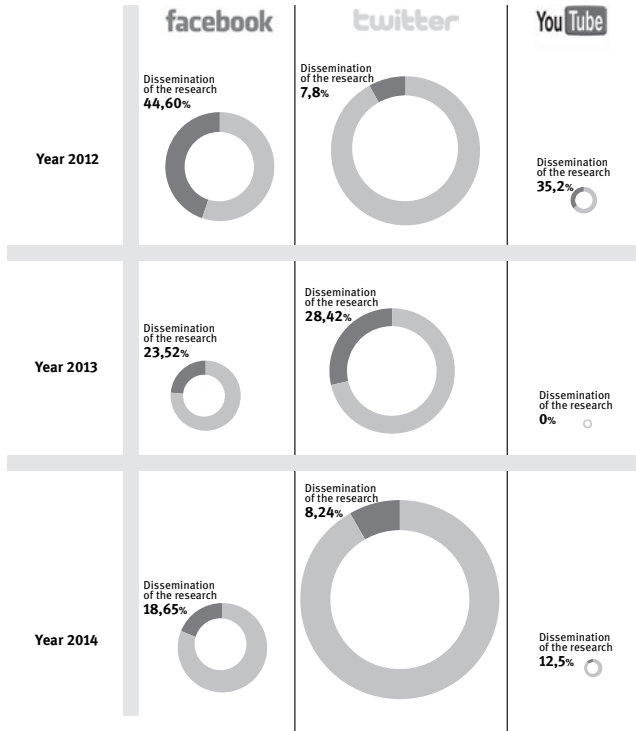 facebook
twitter
You Tube
Year 2012
Dissemination
of the research
44,60%
Dissemination
of the research
7,8%
Dissemination
of the research
35,2%
Year 2013
Dissemination
of the research
23,52%
Dissemination
of the research
28,42%
Dissemination
of the research
0%
Year 2014
Dissemination
of the research
18,65%
Dissemination
of the research
8,24%
Dissemination
of the research
12,5%